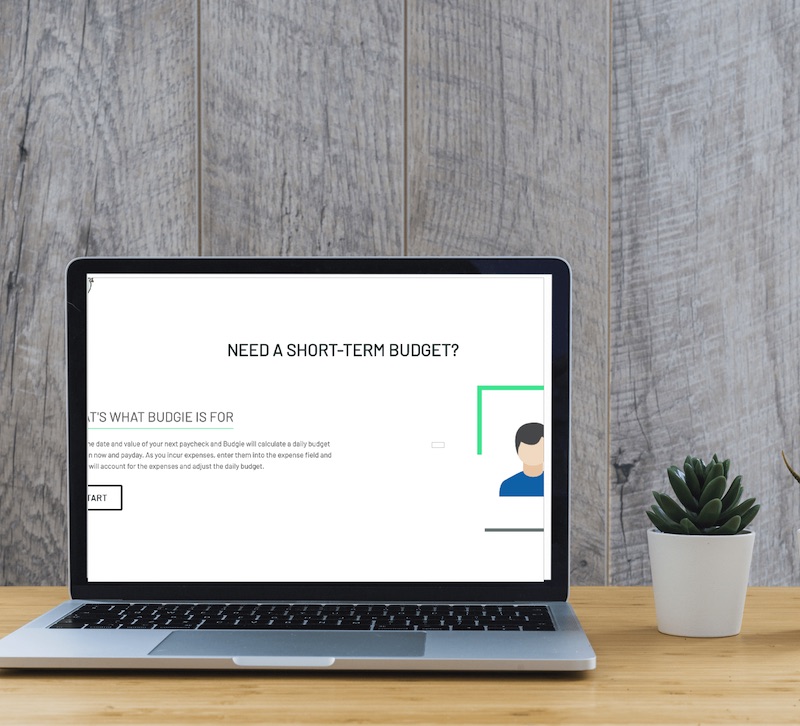 NEED A SHORT-TERM BUDGET?
AT'S WHAT BUDGIE IS FOR
he date and value of your next paycheck and Budgie will calculate a daily budget
n now and payday. As you incur expenses, enter them into the expense field and
will account for the expenses and adjust the daily budget.
TART